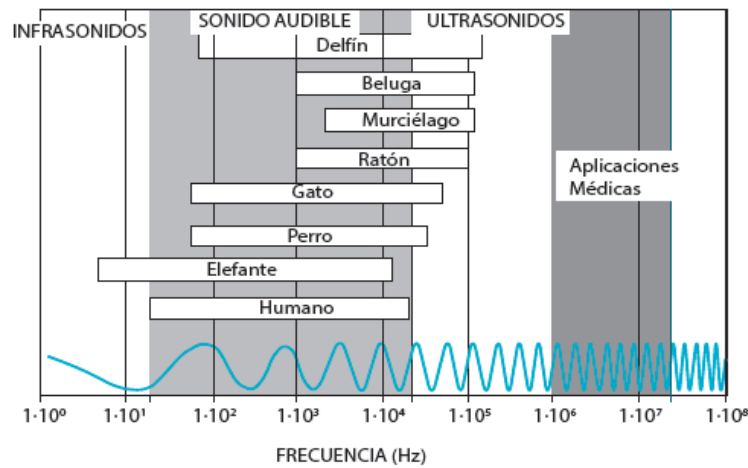 INFRASONIDOS
SONIDO AUDIBLE
ULTRASONIDOS
Delfín
Beluga
Murciélago
Ratón
Gato
Perro
Elefante
Humano
Aplicaciones
Médicas
1·10⁰ 1·10¹ 1·10² 1·10³ 1·10⁴ 1·10⁵ 1·10⁶ 1·10⁷ 1·10⁸
FRECUENCIA (Hz)